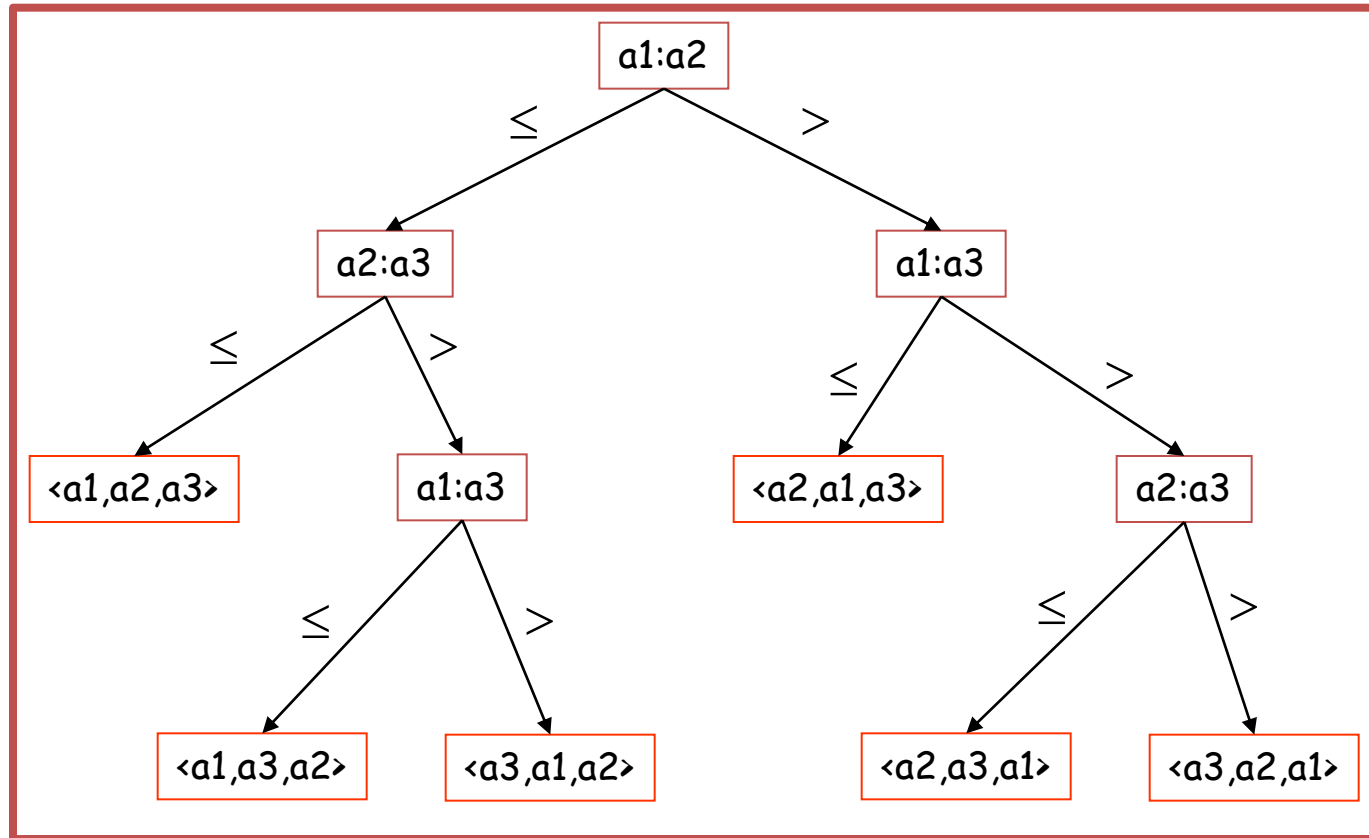 a1:a2
≤ >
a2:a3 a1:a3
≤ > ≤ >
<a1,a2,a3> a1:a3 <a2,a1,a3> a2:a3
≤ > ≤ >
<a1,a3,a2> <a3,a1,a2> <a2,a3,a1> <a3,a2,a1>